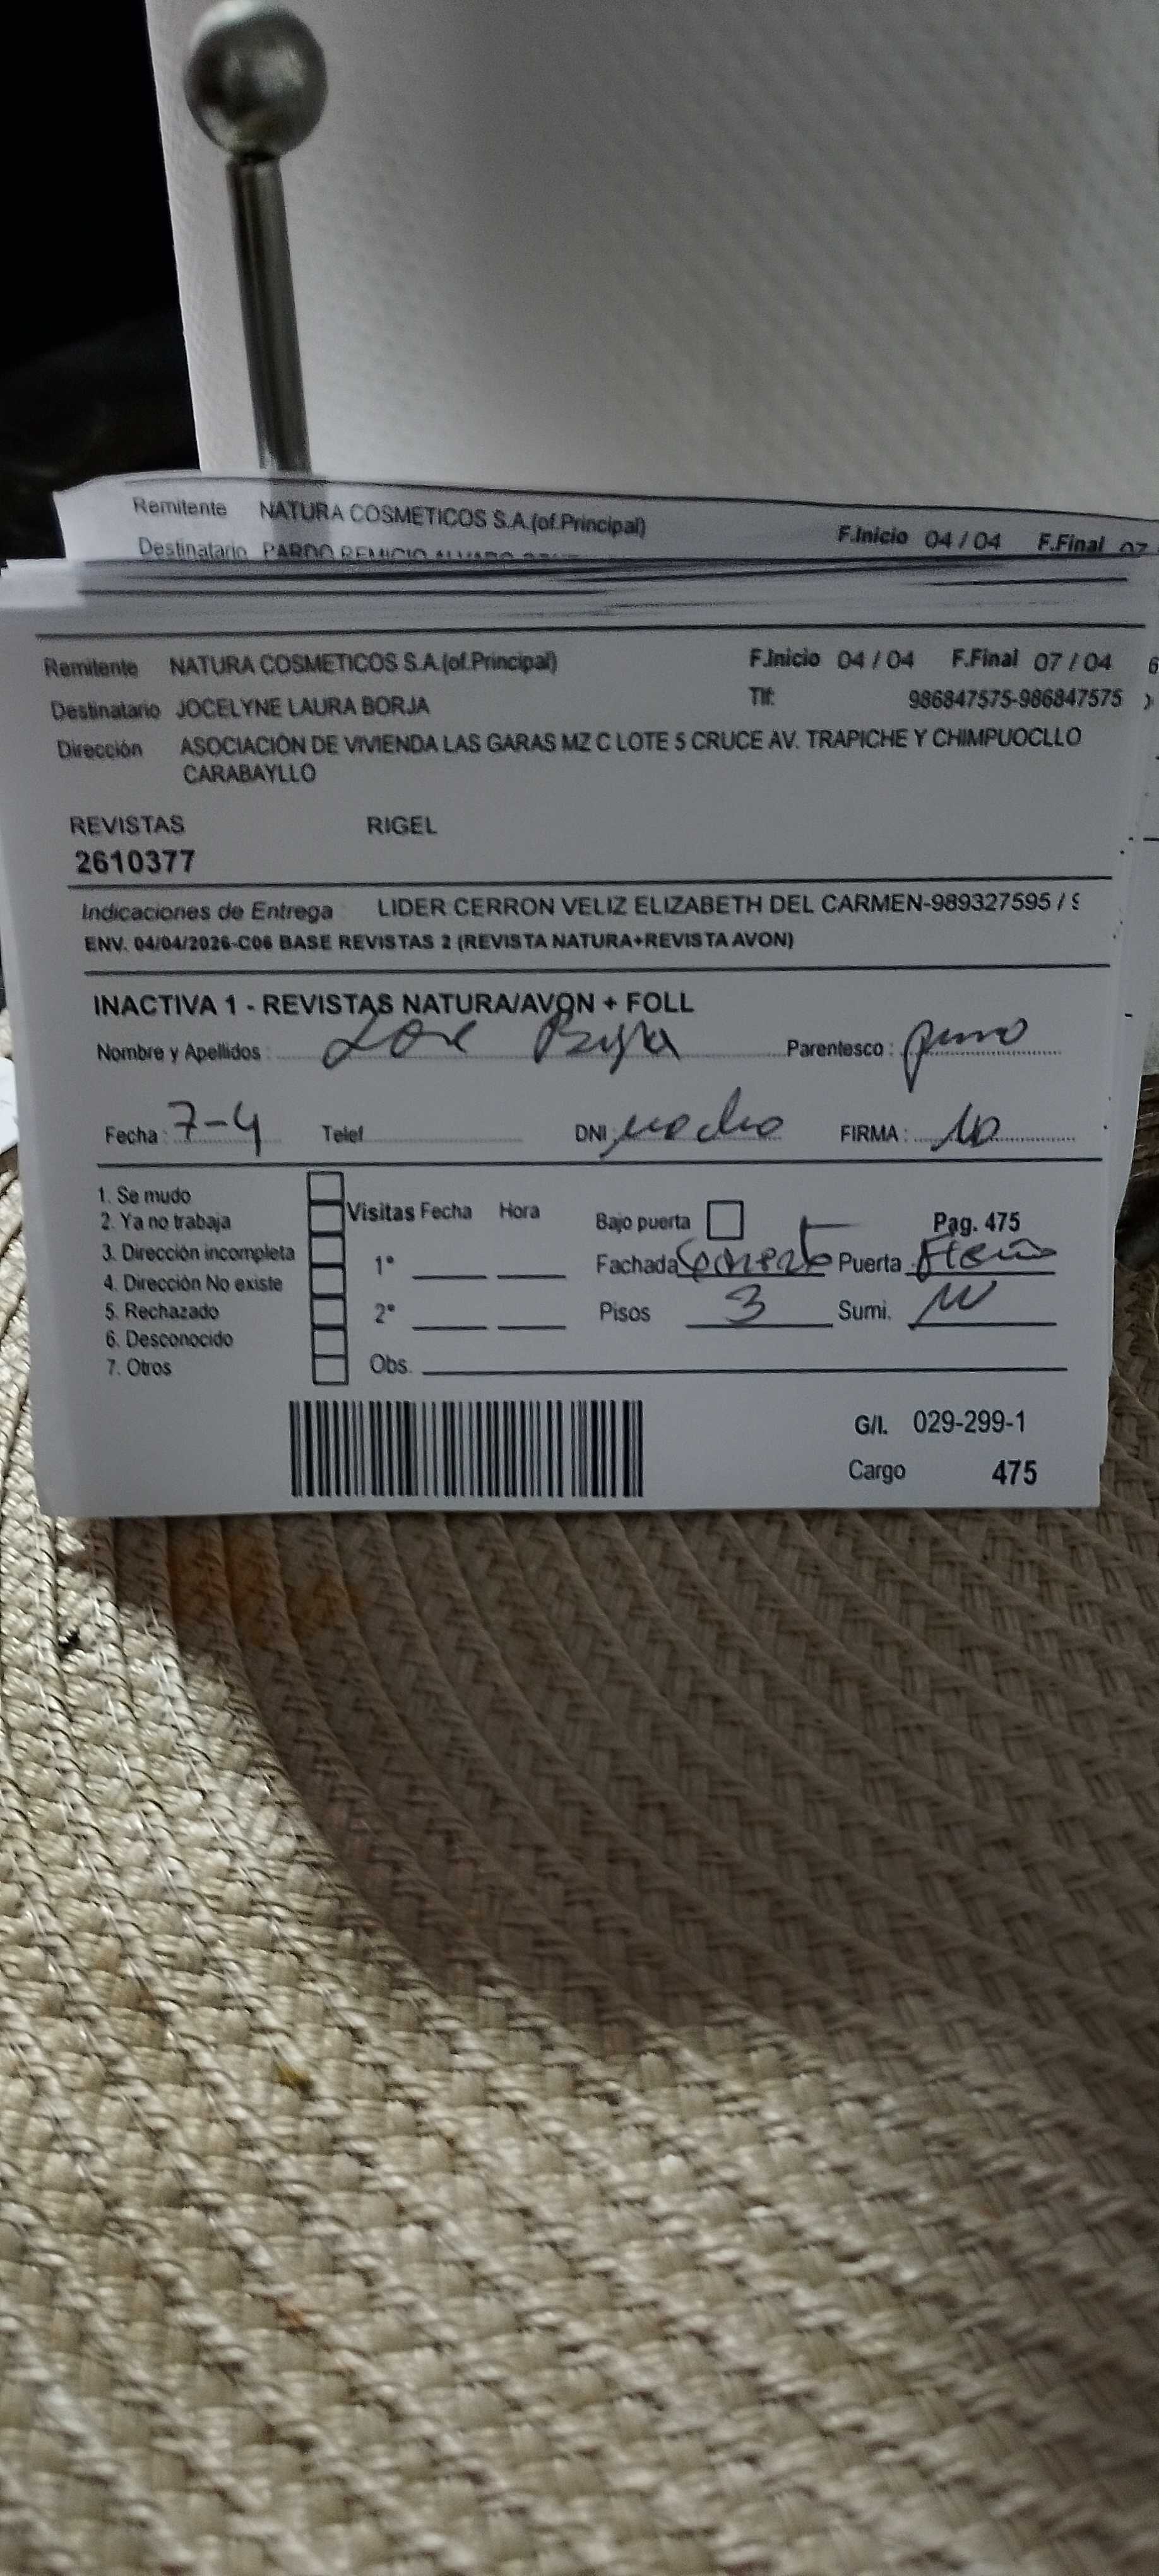 Remitente NATURA COSMETICOS S.A.(of.Principal) F.Inicio 04 / 04 F.Final 07
Destinatario PARDO REMICIO ALVARO
Remitente NATURA COSMETICOS S.A.(of.Principal) F.Inicio 04 / 04 F.Final 07 / 04
Destinatario JOCELYNE LAURA BORJA Tlf: 986847575-986847575
Dirección ASOCIACIÓN DE VIVIENDA LAS GARAS MZ C LOTE 5 CRUCE AV. TRAPICHE Y CHIMPUOCLLO
CARABAYLLO
REVISTAS RIGEL
2610377
Indicaciones de Entrega LIDER CERRON VELIZ ELIZABETH DEL CARMEN-989327595 /
ENV. 04/04/2026-C06 BASE REVISTAS 2 (REVISTA NATURA+REVISTA AVON)
INACTIVA 1 - REVISTAS NATURA/AVON + FOLL
Nombre y Apellidos : Borja Parentesco :
Fecha : 7-4 Telef DNI FIRMA :
1. Se mudo
2. Ya no trabaja
3. Dirección incompleta
4. Dirección No existe
5. Rechazado
6. Desconocido
7. Otros
Visitas Fecha Hora
1°
2°
Obs.
Bajo puerta Pag. 475
Fachada Puerta
Pisos 3 Sumi.
G/I. 029-299-1
Cargo 475